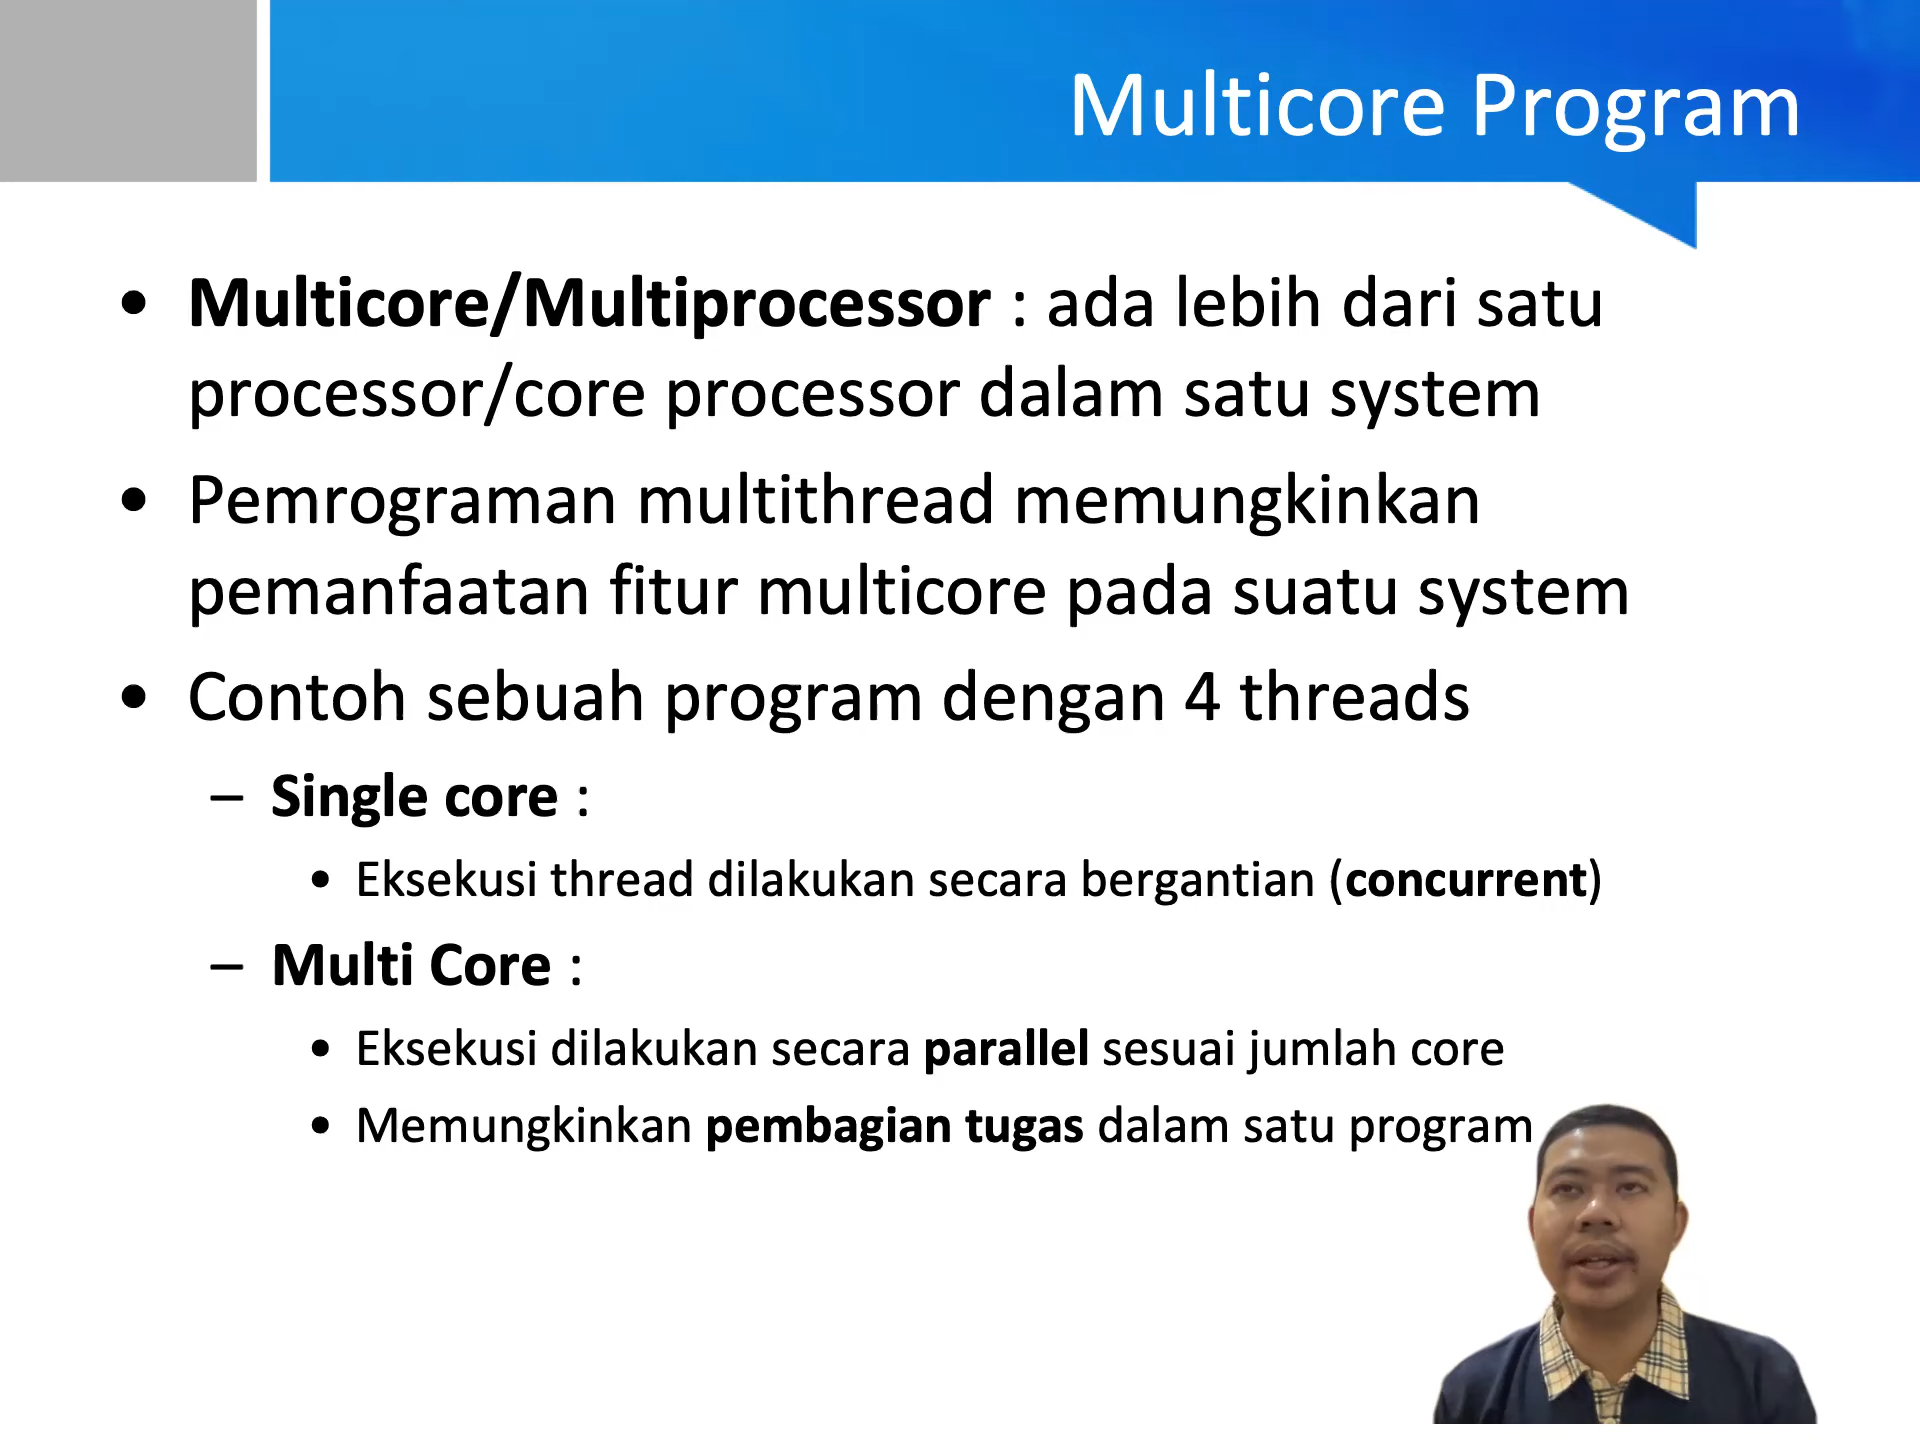 Multicore Program
• Multicore/Multiprocessor : ada lebih dari satu
processor/core processor dalam satu system
• Pemrograman multithread memungkinkan
pemanfaatan fitur multicore pada suatu system
• Contoh sebuah program dengan 4 threads
– Single core :
• Eksekusi thread dilakukan secara bergantian (concurrent)
– Multi Core :
• Eksekusi dilakukan secara parallel sesuai jumlah core
• Memungkinkan pembagian tugas dalam satu program